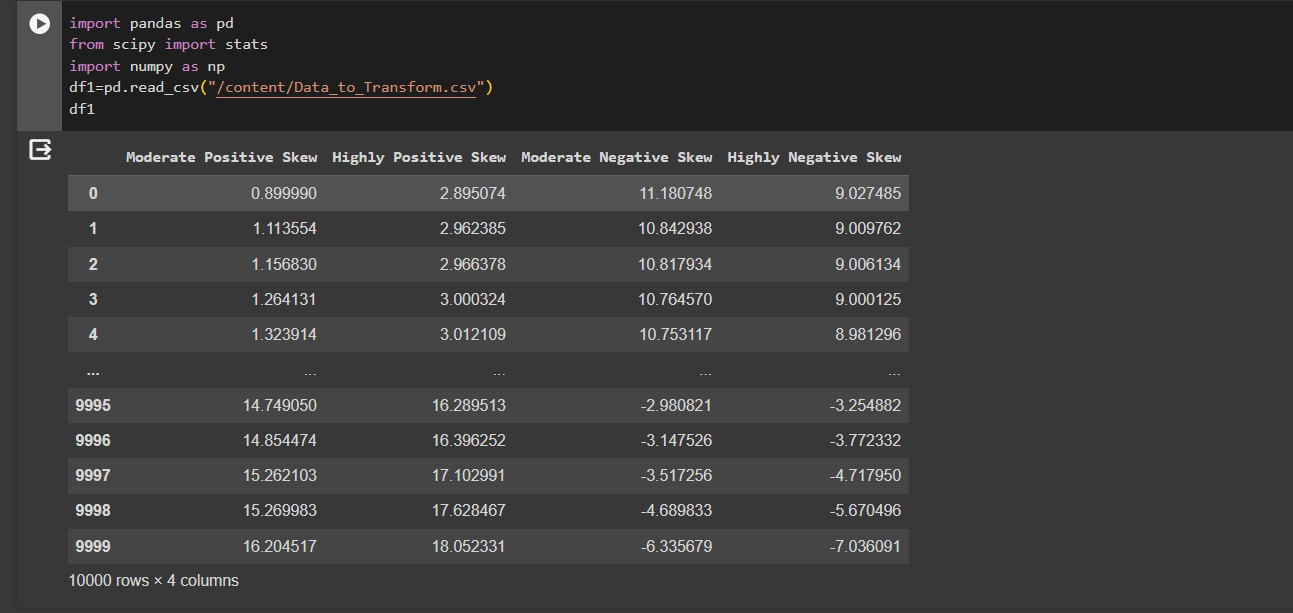 import pandas as pd
from scipy import stats
import numpy as np
df1=pd.read_csv("/content/Data_to_Transform.csv")
df1
Moderate Positive Skew Highly Positive Skew Moderate Negative Skew Highly Negative Skew
0 0.899990 2.895074 11.180748 9.027485
1 1.113554 2.962385 10.842938 9.009762
2 1.156830 2.966378 10.817934 9.006134
3 1.264131 3.000324 10.764570 9.000125
4 1.323914 3.012109 10.753117 8.981296
... ... ... ... ...
9995 14.749050 16.289513 -2.980821 -3.254882
9996 14.854474 16.396252 -3.147526 -3.772332
9997 15.262103 17.102991 -3.517256 -4.717950
9998 15.269983 17.628467 -4.689833 -5.670496
9999 16.204517 18.052331 -6.335679 -7.036091
10000 rows × 4 columns